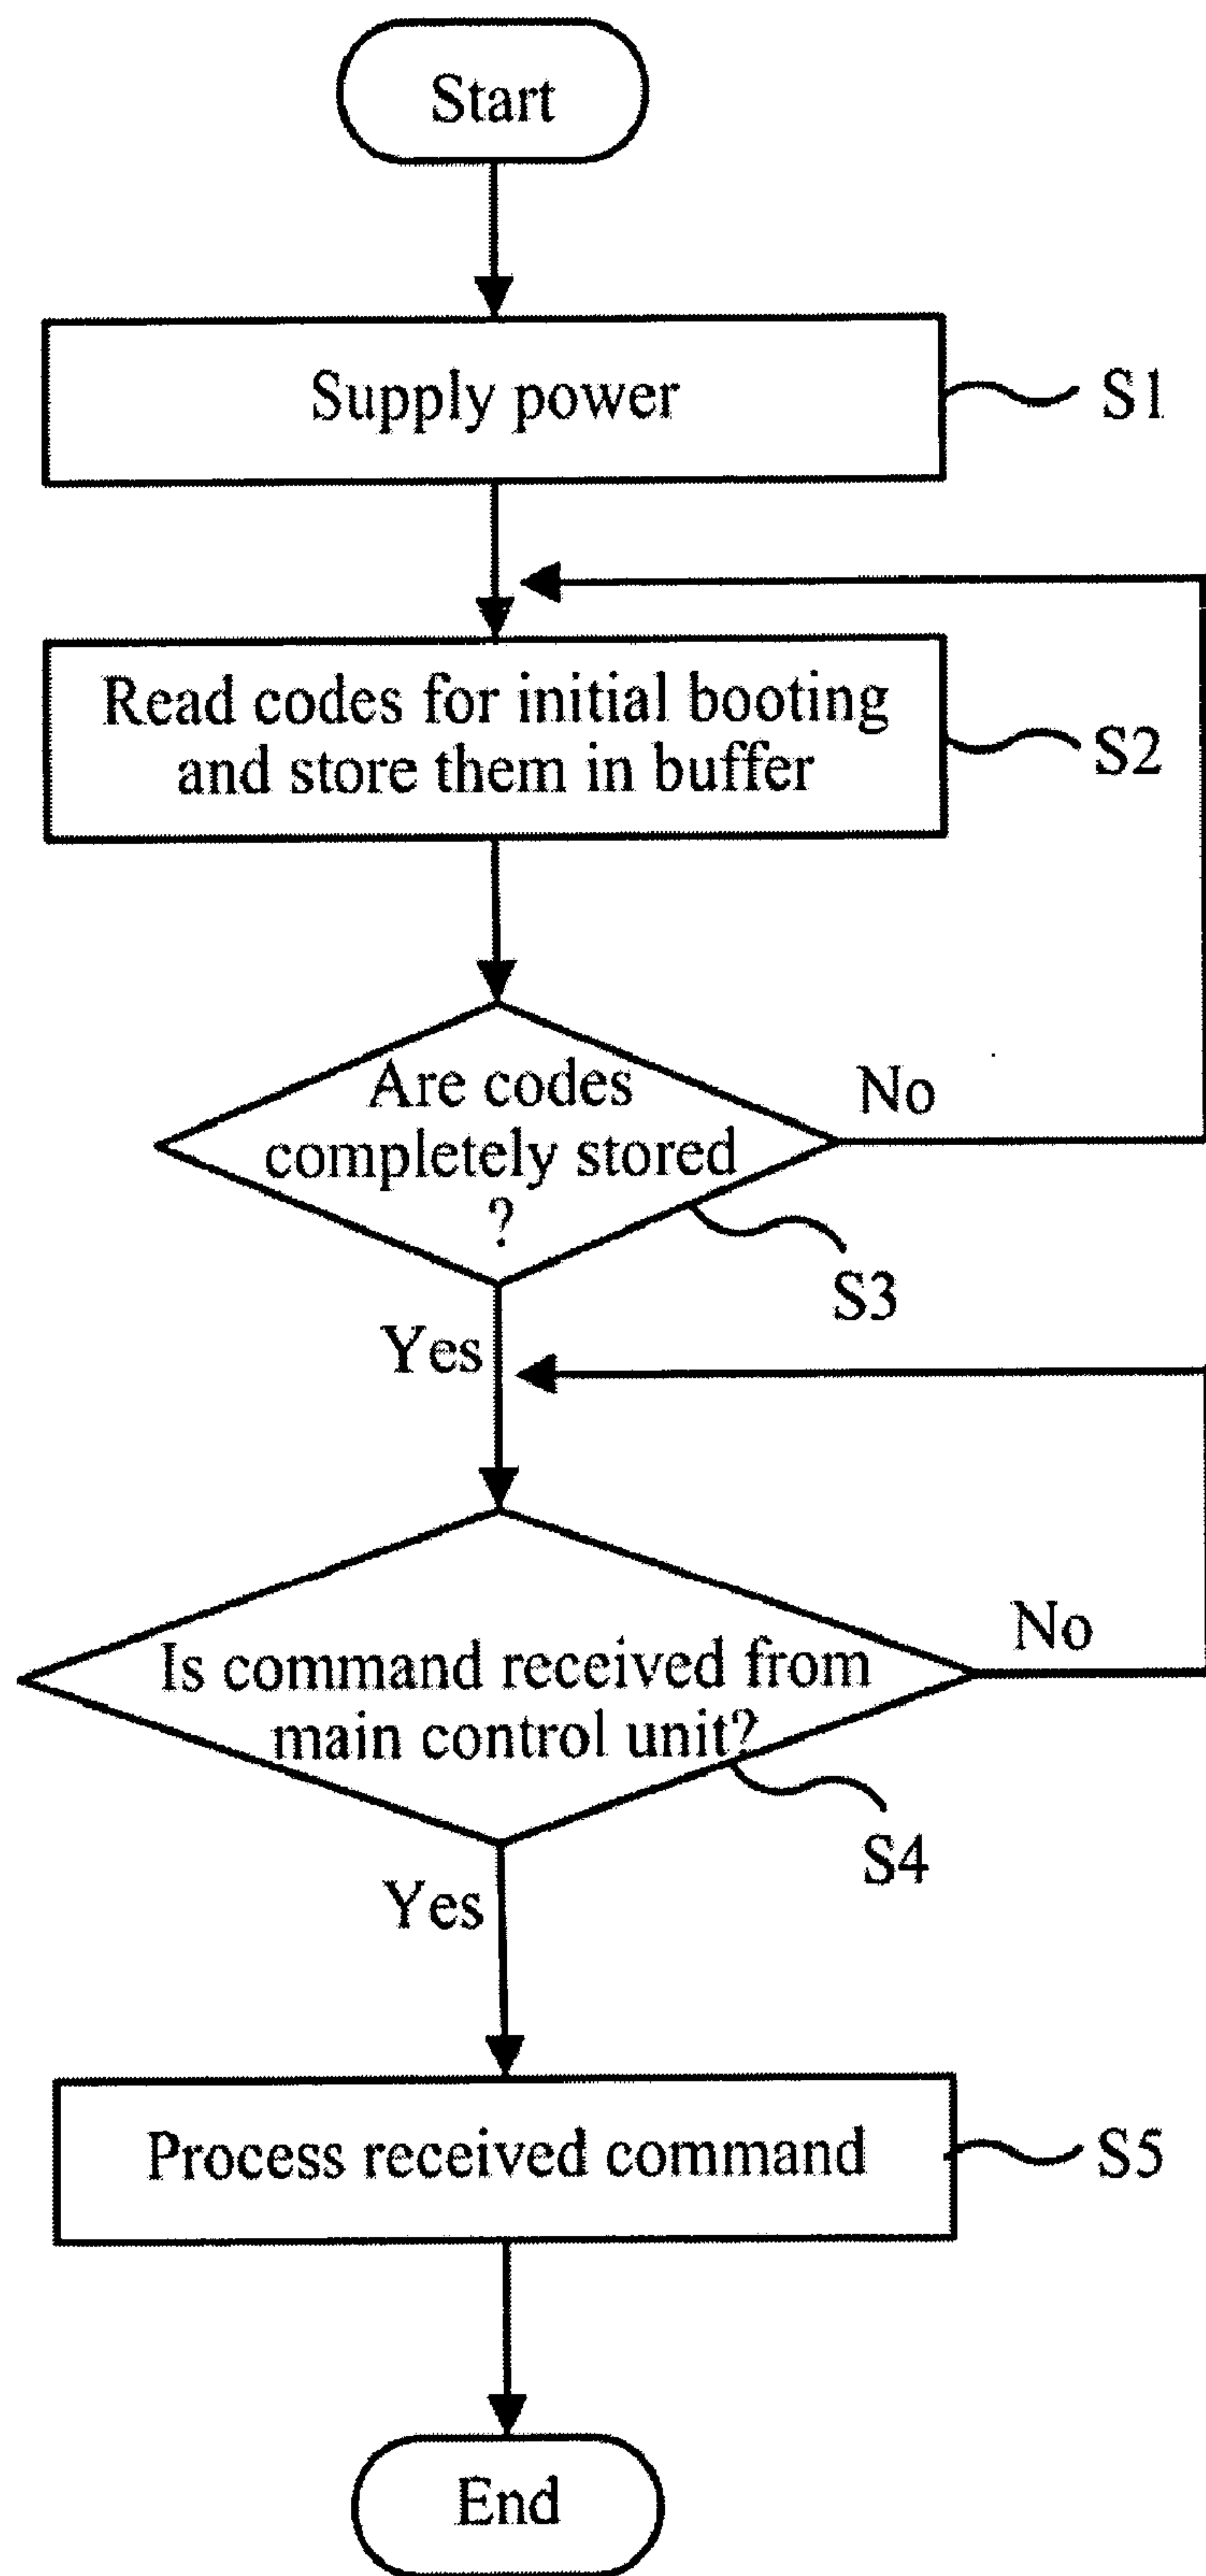 Start
Supply power
S1
Read codes for initial booting
and store them in buffer
S2
Are codes
completely stored
?
No
S3
Yes
Is command received from
main control unit?
No
S4
Yes
Process received command
S5
End